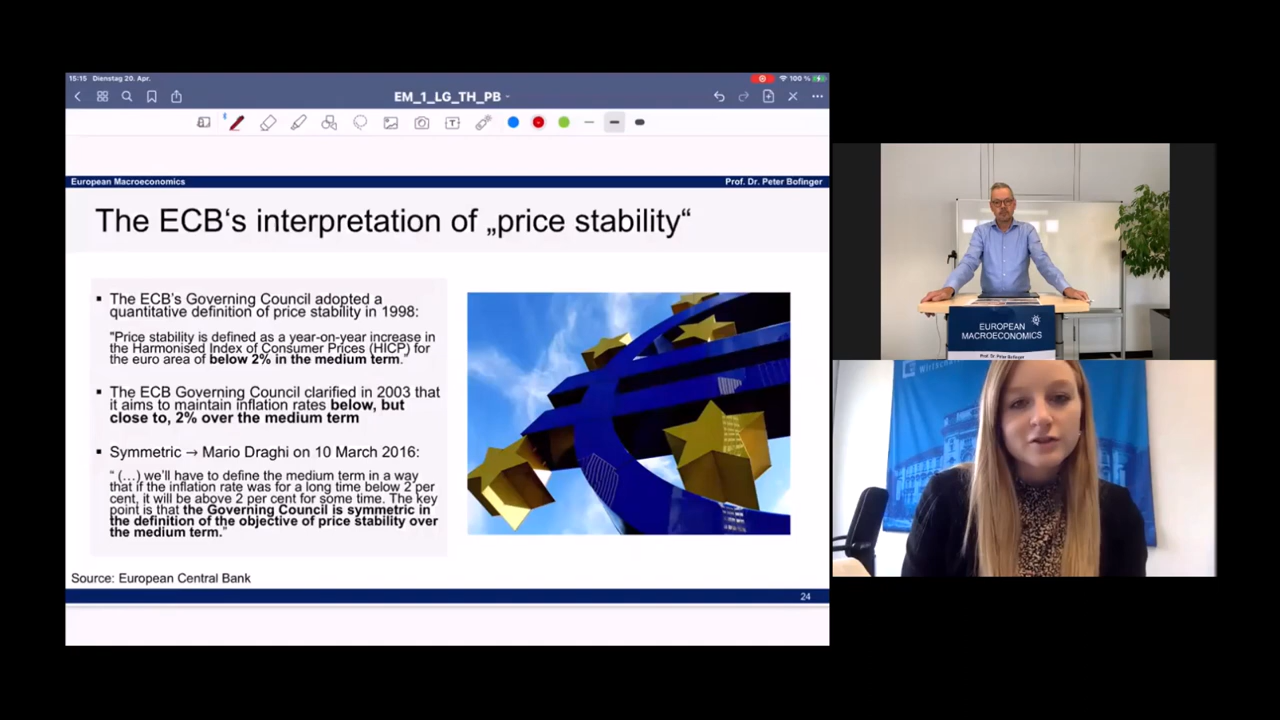 15:15 Dienstag 20. Apr.
100 %
EM_1_LG_TH_PB
T
European Macroeconomics
Prof. Dr. Peter Bofinger
The ECB‘s interpretation of „price stability“
▪ The ECB's Governing Council adopted a
quantitative definition of price stability in 1998:
"Price stability is defined as a year-on-year increase in
the Harmonised Index of Consumer Prices (HICP) for
the euro area of below 2% in the medium term."
▪ The ECB Governing Council clarified in 2003 that
it aims to maintain inflation rates below, but
close to, 2% over the medium term
▪ Symmetric → Mario Draghi on 10 March 2016:
“ (…) we'll have to define the medium term in a way
that if the inflation rate was for a long time below 2 per
cent, it will be above 2 per cent for some time. The key
point is that the Governing Council is symmetric in
the definition of the objective of price stability over
the medium term.”
Source: European Central Bank
24
EUROPEAN
MACROECONOMICS
Prof. Dr. Peter Bofinger